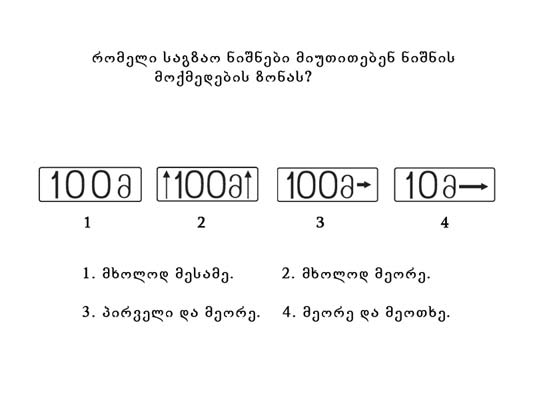 რომელი საგზაო ნიშნები მიუთითებენ ნიშნის
მოქმედების ზონას?
100მ ↑100მ↑ 100მ→ 10მ→
1 2 3 4
1. მხოლოდ მესამე. 2. მხოლოდ მეორე.
3. პირველი და მეორე. 4. მეორე და მეოთხე.